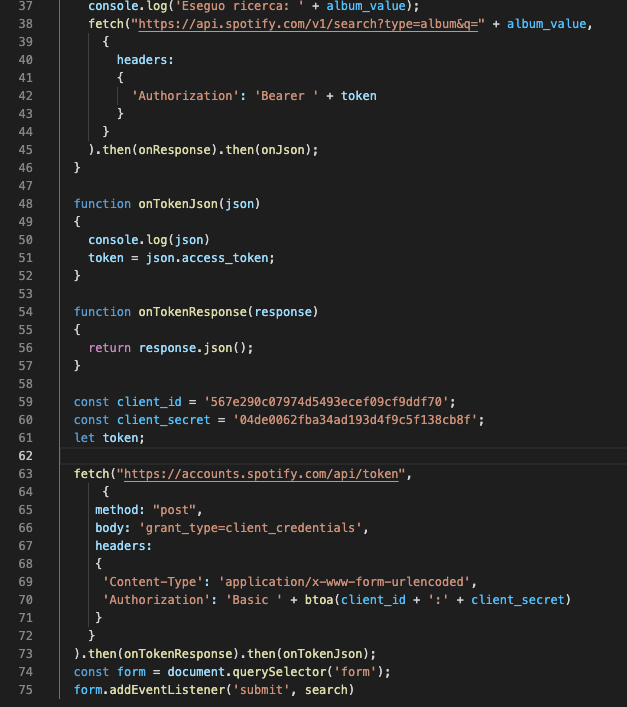 37 console.log('Eseguo ricerca: ' + album_value);
38 fetch("https://api.spotify.com/v1/search?type=album&q=" + album_value,
39 {
40 headers:
41 {
42 'Authorization': 'Bearer ' + token
43 }
44 }
45 ).then(onResponse).then(onJson);
46 }
47
48 function onTokenJson(json)
49 {
50 console.log(json)
51 token = json.access_token;
52 }
53
54 function onTokenResponse(response)
55 {
56 return response.json();
57 }
58
59 const client_id = '567e290c07974d5493ecef09cf9ddf70';
60 const client_secret = '04de0062fba34ad193d4f9c5f138cb8f';
61 let token;
62
63 fetch("https://accounts.spotify.com/api/token",
64 {
65 method: "post",
66 body: 'grant_type=client_credentials',
67 headers:
68 {
69 'Content-Type': 'application/x-www-form-urlencoded',
70 'Authorization': 'Basic ' + btoa(client_id + ':' + client_secret)
71 }
72 }
73 ).then(onTokenResponse).then(onTokenJson);
74 const form = document.querySelector('form');
75 form.addEventListener('submit', search)